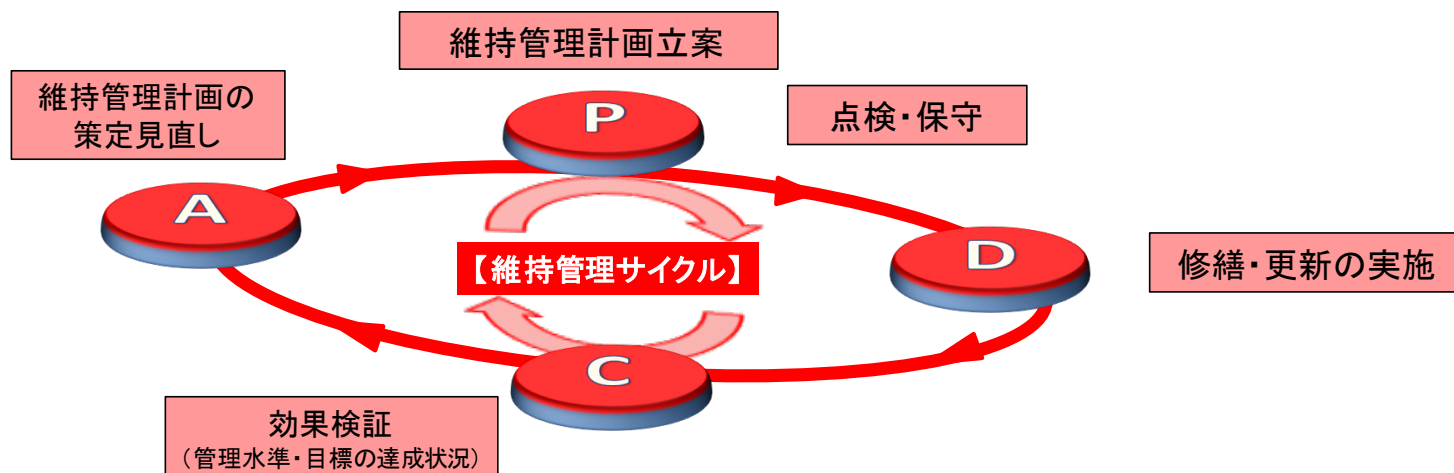 維持管理計画立案
維持管理計画の
策定見直し
P
点検・保守
A
【維持管理サイクル】
D
修繕・更新の実施
C
効果検証
（管理水準・目標の達成状況）